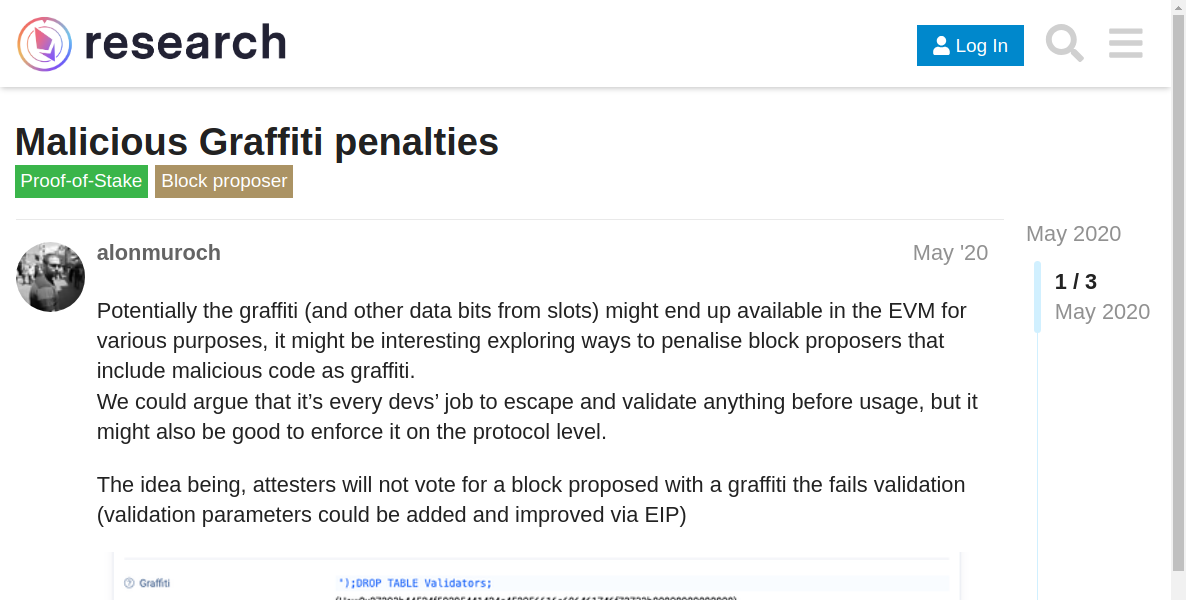 research
Log In
Malicious Graffiti penalties
Proof-of-Stake Block proposer
May 2020
alonmuroch May '20
1 / 3
May 2020
Potentially the graffiti (and other data bits from slots) might end up available in the EVM for
various purposes, it might be interesting exploring ways to penalise block proposers that
include malicious code as graffiti.
We could argue that it’s every devs’ job to escape and validate anything before usage, but it
might also be good to enforce it on the protocol level.
The idea being, attesters will not vote for a block proposed with a graffiti the fails validation
(validation parameters could be added and improved via EIP)
Graffiti ');DROP TABLE Validators;